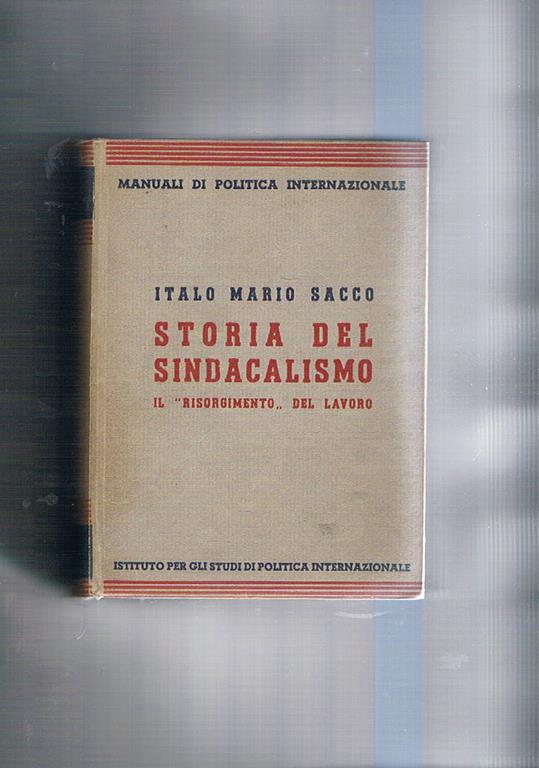 MANUALI DI POLITICA INTERNAZIONALE
ITALO MARIO SACCO
STORIA DEL
SINDACALISMO
IL "RISORGIMENTO„ DEL LAVORO
ISTITUTO PER GLI STUDI DI POLITICA INTERNAZIONALE